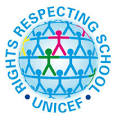 RIGHTS RESPECTING SCHOOL
• UNICEF •